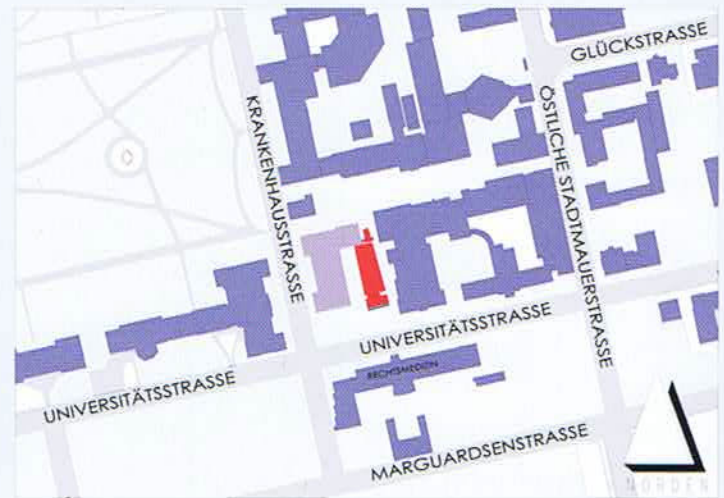 GLÜCKSTRASSE
KRANKENHAUSSTRASSE
ÖSTLICHE STADTMAUERSTRASSE
UNIVERSITÄTSSTRASSE
RECHTSMEDIZIN
UNIVERSITÄTSSTRASSE
MARGUARDSENSTRASSE
NORDEN